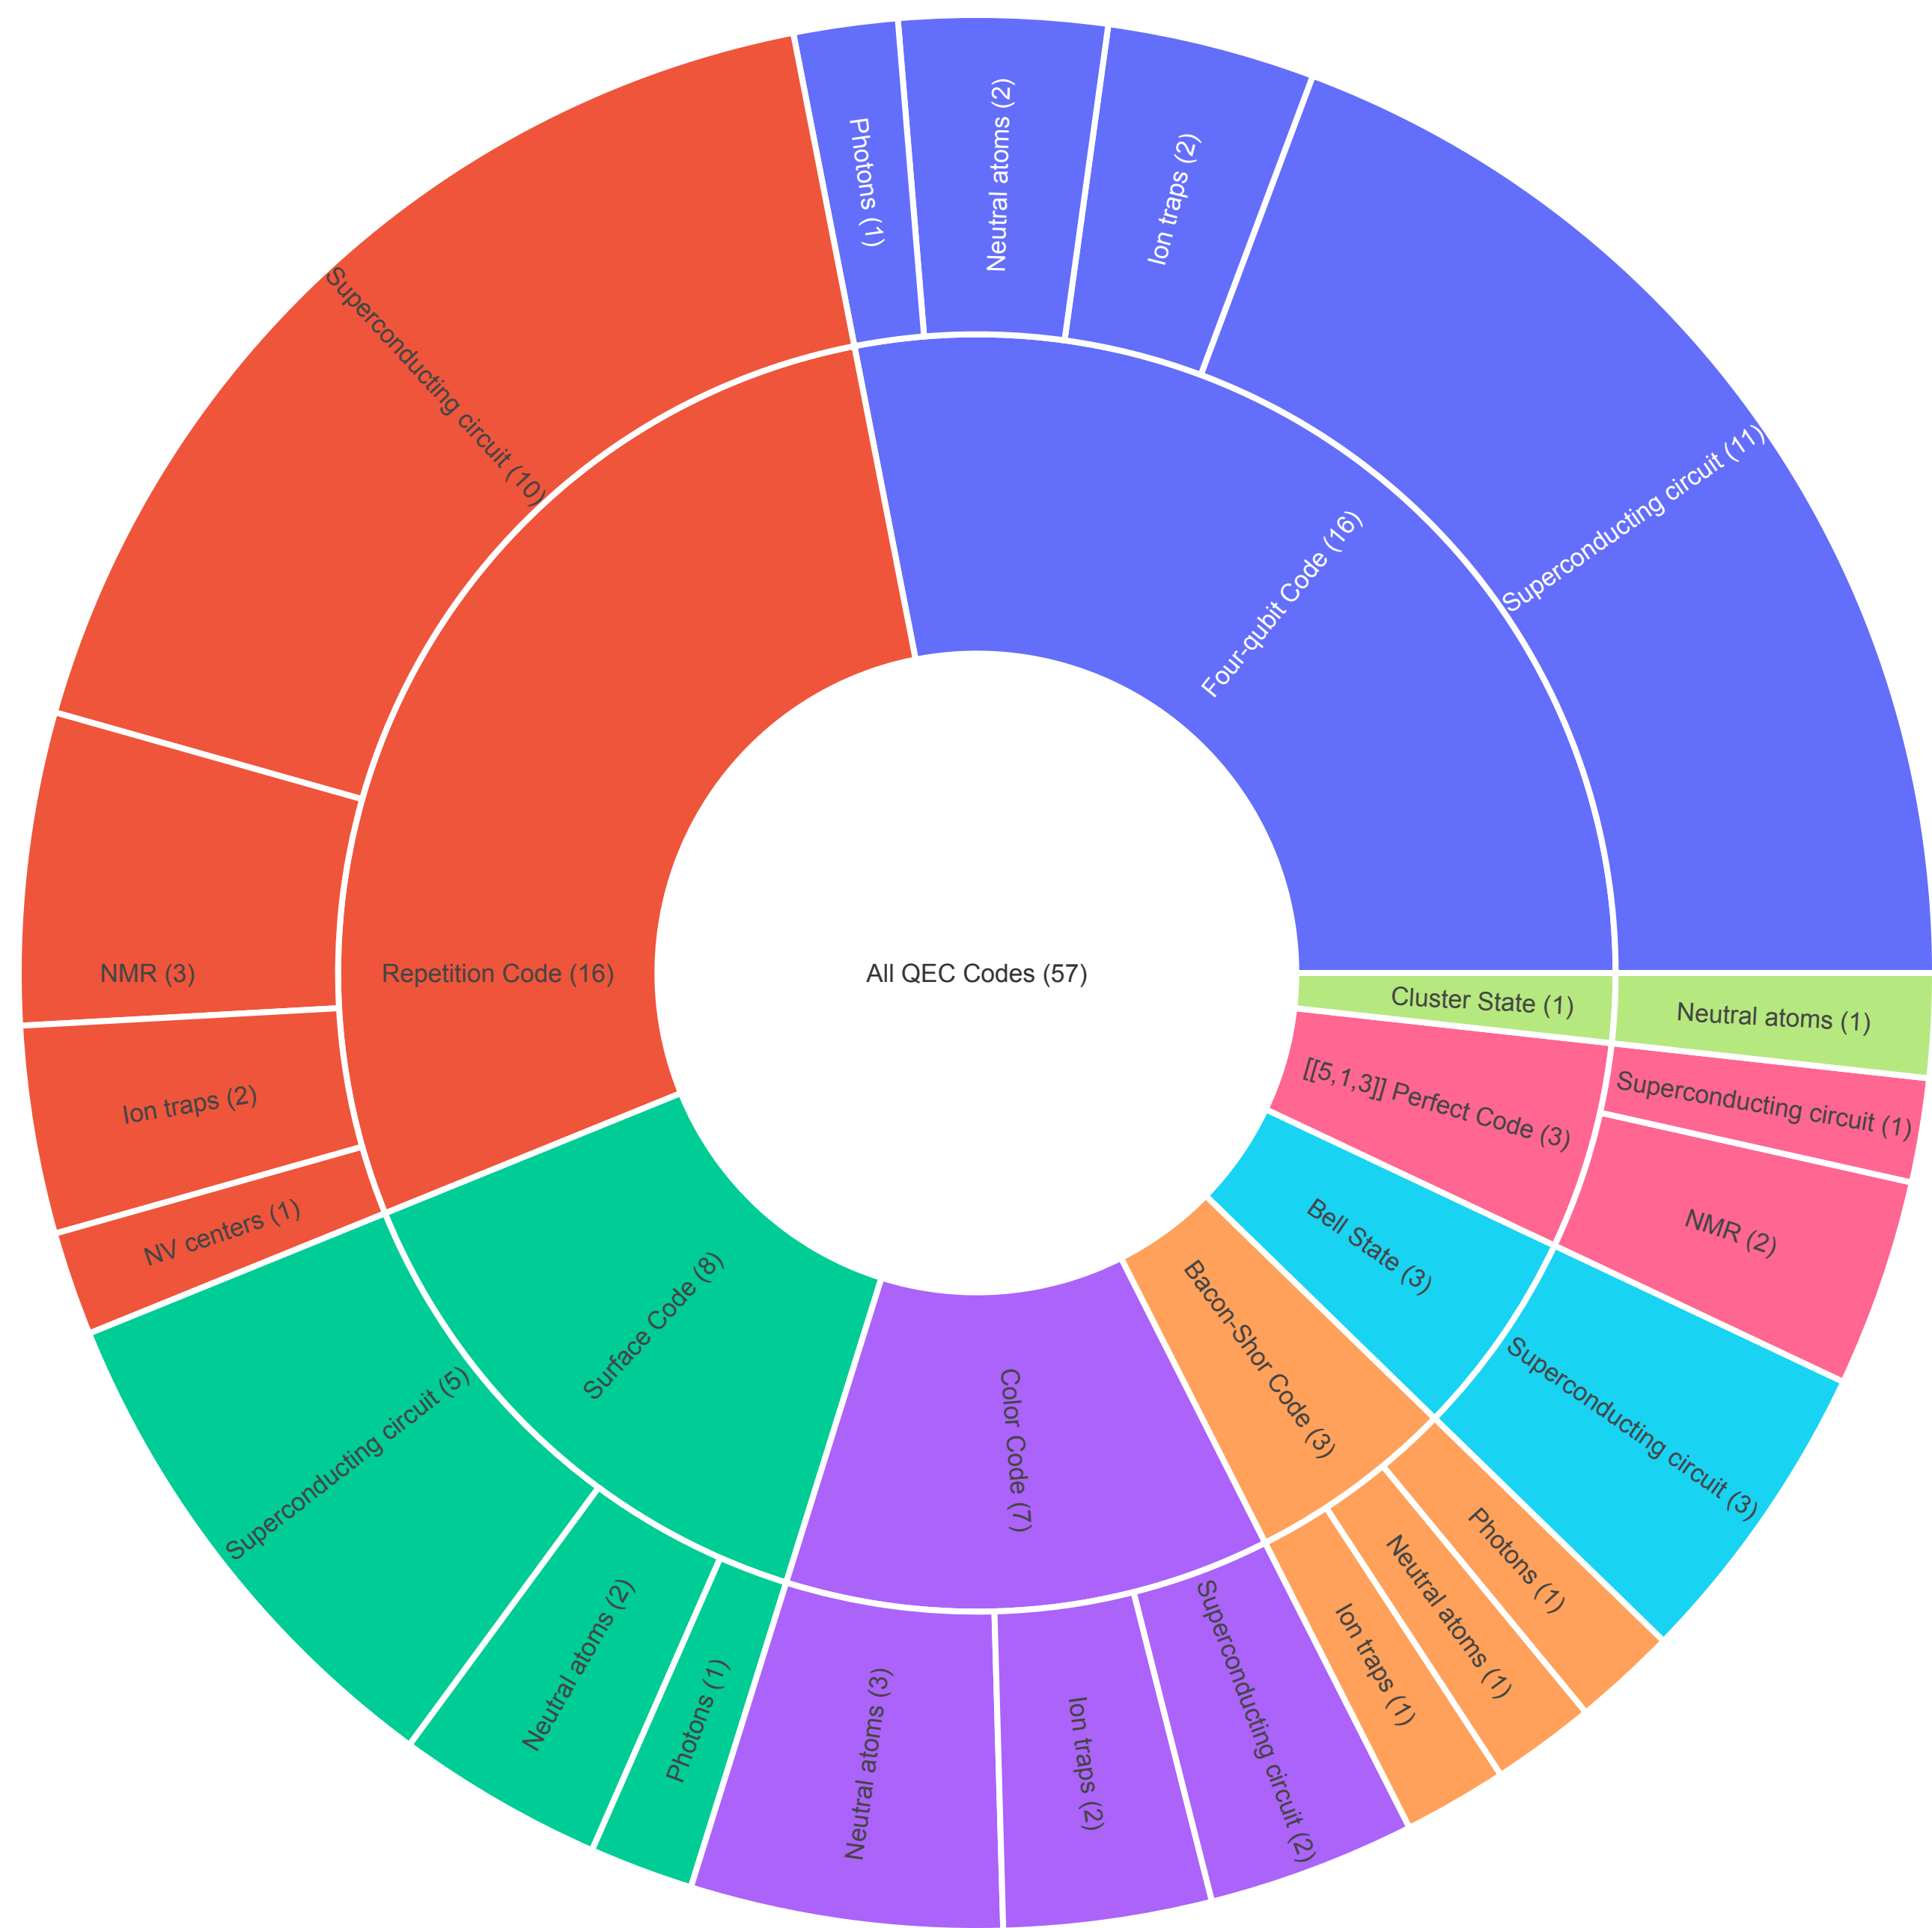 All QEC Codes (57)
Four-qubit Code (16)
Superconducting circuit (11)
Ion traps (2)
Neutral atoms (2)
Photons (1)
Repetition Code (16)
Superconducting circuit (10)
NMR (3)
Ion traps (2)
NV centers (1)
Surface Code (8)
Superconducting circuit (5)
Neutral atoms (2)
Photons (1)
Color Code (7)
Neutral atoms (3)
Ion traps (2)
Superconducting circuit (2)
Bacon-Shor Code (3)
Ion traps (1)
Neutral atoms (1)
Photons (1)
Bell State (3)
Superconducting circuit (3)
[[5,1,3]] Perfect Code (3)
NMR (2)
Superconducting circuit (1)
Cluster State (1)
Neutral atoms (1)